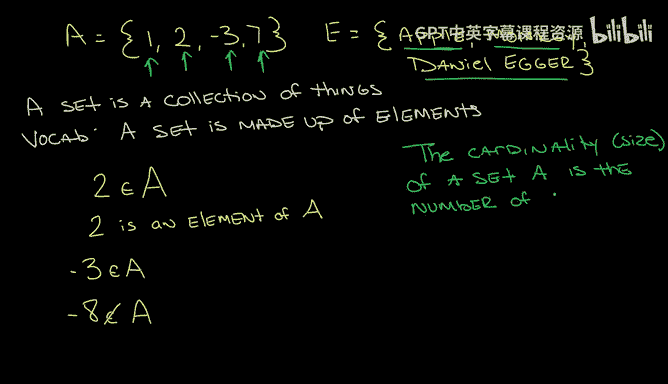 A = {1, 2, -3, 7} E = {Apple,
GPT中英字幕课程资源 bilibili
DANIEL EGGER}
A SET IS A COLLECTION OF THINGS
VOCAB: A SET IS MADE UP OF ELEMENTS
2 ∈ A
2 is an ELEMENT of A
-3 ∈ A
-8 ∉ A
The CARDINALITY (size)
of A SET A is the
NUMBER of